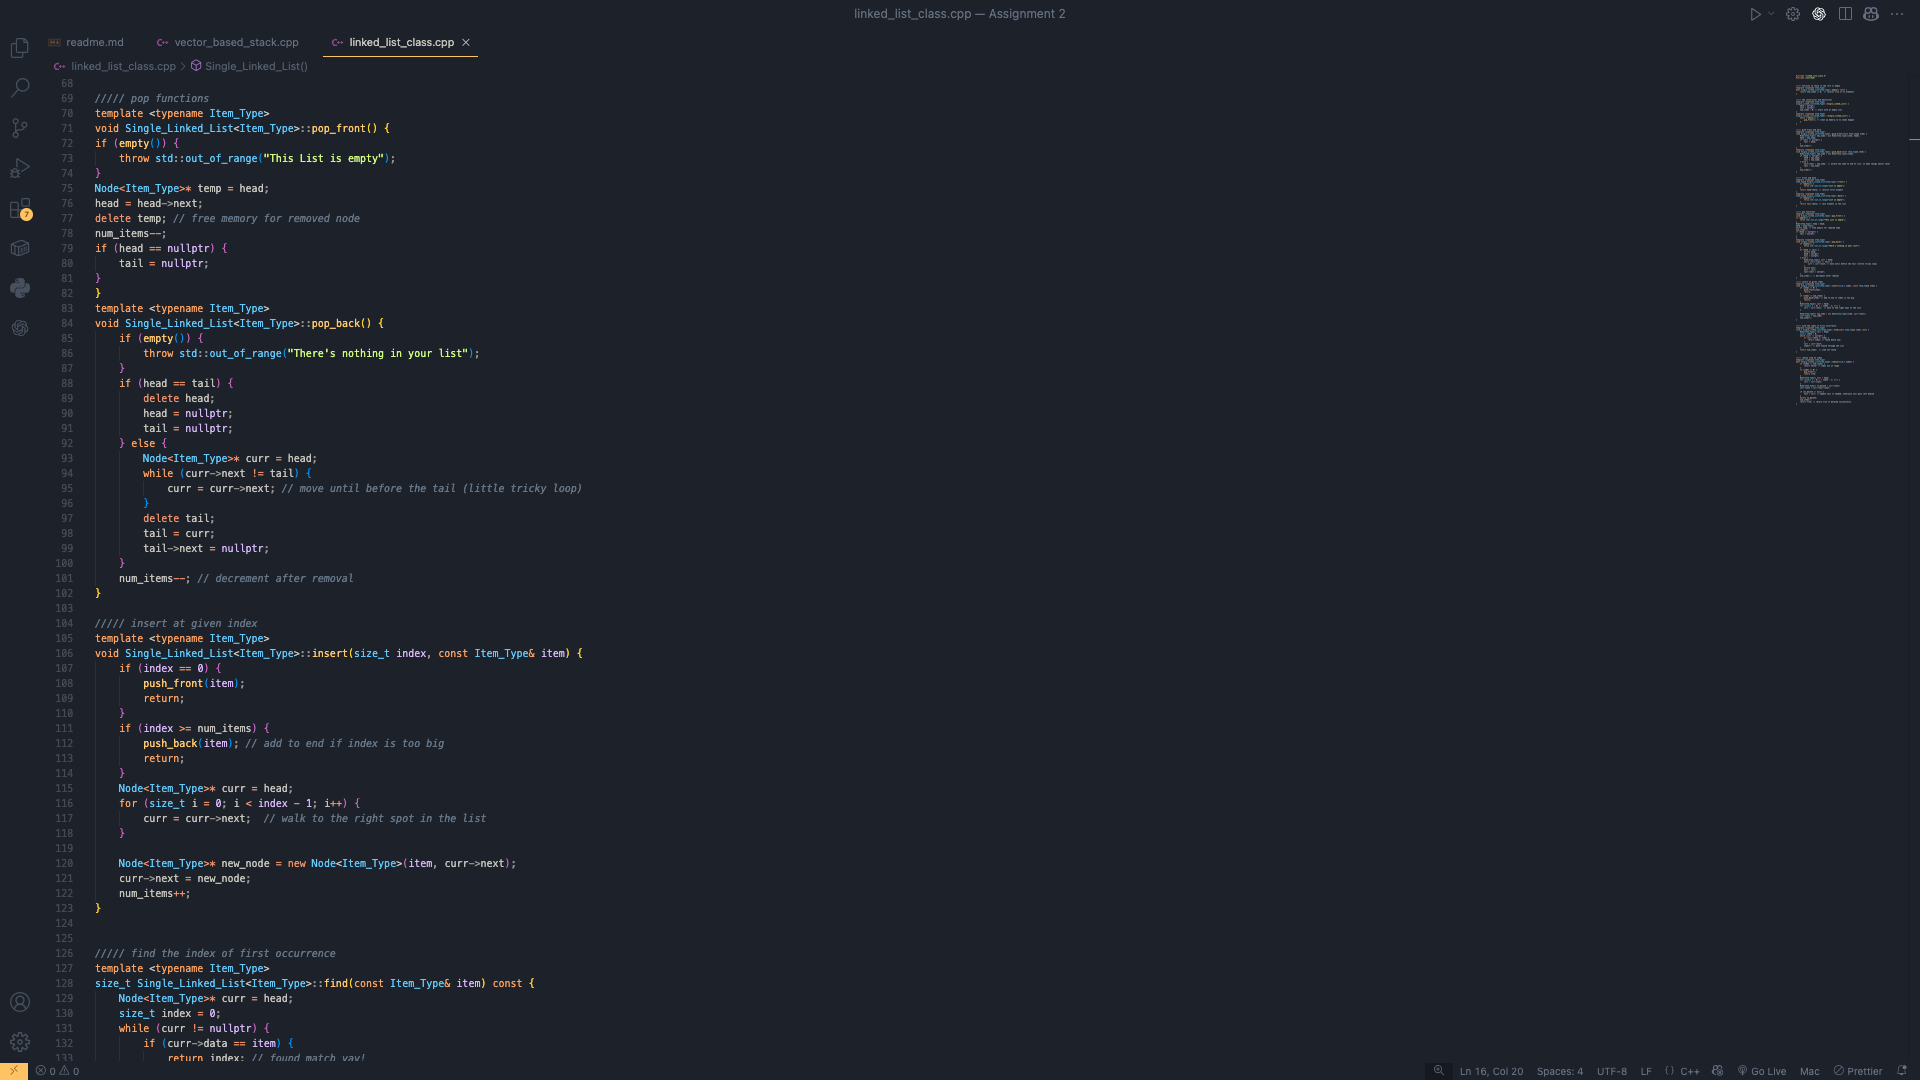 linked_list_class.cpp — Assignment 2
readme.md
C++ vector_based_stack.cpp
C++ linked_list_class.cpp
C++ linked_list_class.cpp > Single_Linked_List()
7
68
69 ///// pop functions
70 template <typename Item_Type>
71 void Single_Linked_List<Item_Type>::pop_front() {
72 if (empty()) {
73     throw std::out_of_range("This List is empty");
74 }
75 Node<Item_Type>* temp = head;
76 head = head->next;
77 delete temp; // free memory for removed node
78 num_items--;
79 if (head == nullptr) {
80     tail = nullptr;
81 }
82 }
83 template <typename Item_Type>
84 void Single_Linked_List<Item_Type>::pop_back() {
85     if (empty()) {
86         throw std::out_of_range("There's nothing in your list");
87     }
88     if (head == tail) {
89         delete head;
90         head = nullptr;
91         tail = nullptr;
92     } else {
93         Node<Item_Type>* curr = head;
94         while (curr->next != tail) {
95             curr = curr->next; // move until before the tail (little tricky loop)
96         }
97         delete tail;
98         tail = curr;
99         tail->next = nullptr;
100     }
101     num_items--; // decrement after removal
102 }
103
104 ///// insert at given index
105 template <typename Item_Type>
106 void Single_Linked_List<Item_Type>::insert(size_t index, const Item_Type& item) {
107     if (index == 0) {
108         push_front(item);
109         return;
110     }
111     if (index >= num_items) {
112         push_back(item); // add to end if index is too big
113         return;
114     }
115     Node<Item_Type>* curr = head;
116     for (size_t i = 0; i < index - 1; i++) {
117         curr = curr->next;  // walk to the right spot in the list
118     }
119
120     Node<Item_Type>* new_node = new Node<Item_Type>(item, curr->next);
121     curr->next = new_node;
122     num_items++;
123 }
124
125
126 ///// find the index of first occurrence
127 template <typename Item_Type>
128 size_t Single_Linked_List<Item_Type>::find(const Item_Type& item) const {
129     Node<Item_Type>* curr = head;
130     size_t index = 0;
131     while (curr != nullptr) {
132         if (curr->data == item) {
133             return index; // found match yay!
0 0 Ln 16, Col 20 Spaces: 4 UTF-8 LF {} C++ Go Live Mac Prettier